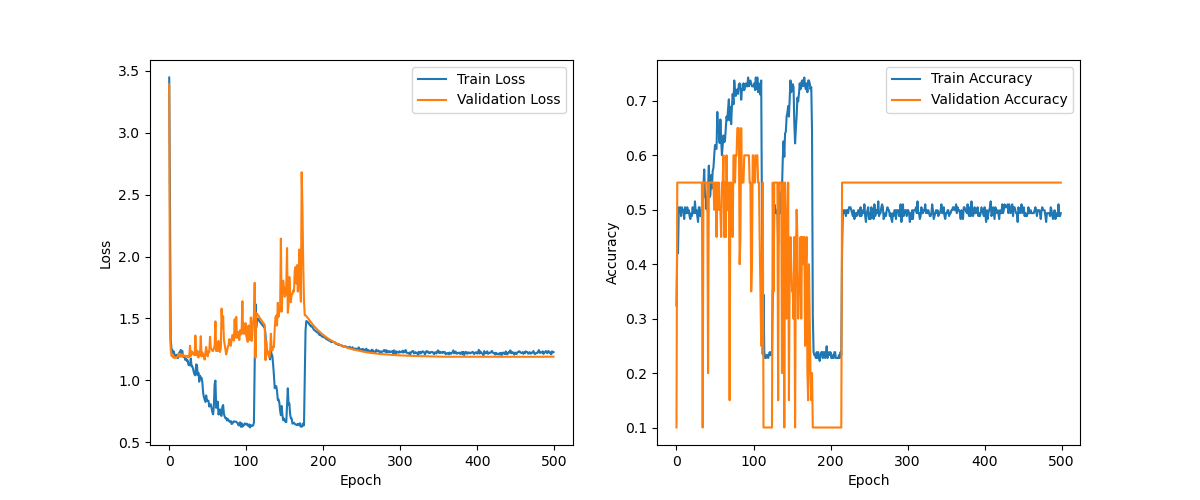 3.5
3.0
2.5
2.0
1.5
1.0
0.5
Loss
0 100 200 300 400 500
Epoch
Train Loss
Validation Loss
0.7
0.6
0.5
0.4
0.3
0.2
0.1
Accuracy
0 100 200 300 400 500
Epoch
Train Accuracy
Validation Accuracy